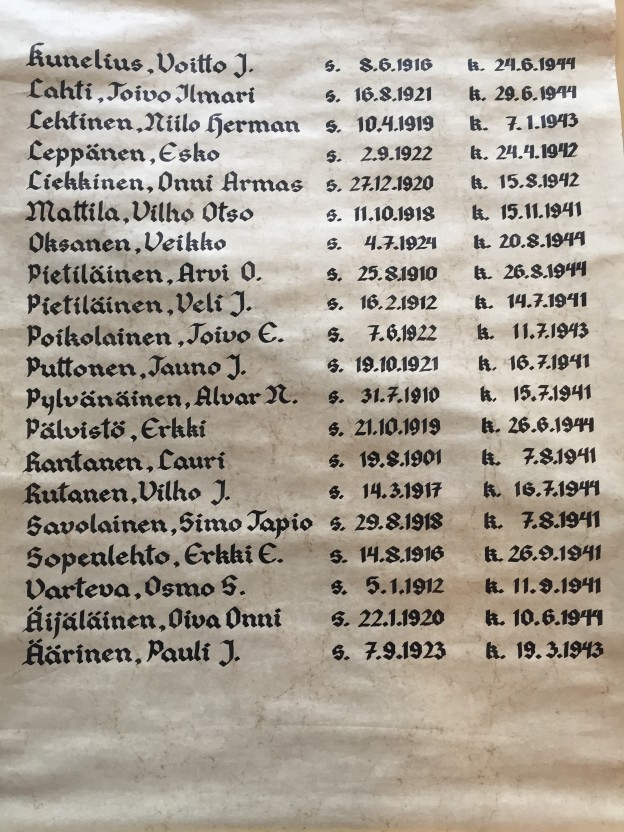 Kunelius, Voitto J. s. 8.6.1916 k. 24.6.1944
Lahti, Toivo Ilmari s. 16.8.1921 k. 29.6.1944
Lehtinen, Niilo Herman s. 10.4.1919 k. 7.1.1943
Leppänen, Esko s. 2.9.1922 k. 24.4.1942
Liekkinen, Onni Armas s. 27.12.1920 k. 15.8.1942
Mattila, Vilho Otso s. 11.10.1918 k. 15.11.1941
Oksanen, Veikko s. 4.7.1924 k. 20.8.1944
Pietiläinen, Arvi O. s. 25.8.1910 k. 26.8.1944
Pietiläinen, Veli J. s. 16.2.1912 k. 14.7.1941
Poikolainen, Toivo E. s. 7.6.1922 k. 11.7.1943
Puttonen, Tauno J. s. 19.10.1921 k. 16.7.1941
Pylvänäinen, Alvar N. s. 31.7.1910 k. 15.7.1941
Pälvistö, Erkki s. 21.10.1919 k. 26.6.1944
Rantanen, Lauri s. 19.8.1901 k. 7.8.1941
Rutanen, Vilho J. s. 14.3.1917 k. 16.7.1944
Savolainen, Simo Tapio s. 29.8.1918 k. 7.8.1941
Sopenlehto, Erkki E. s. 14.8.1916 k. 26.9.1941
Varteva, Osmo S. s. 5.1.1912 k. 11.9.1941
Äijäläinen, Oiva Onni s. 22.1.1920 k. 10.6.1944
Äärinen, Pauli J. s. 7.9.1923 k. 19.3.1943